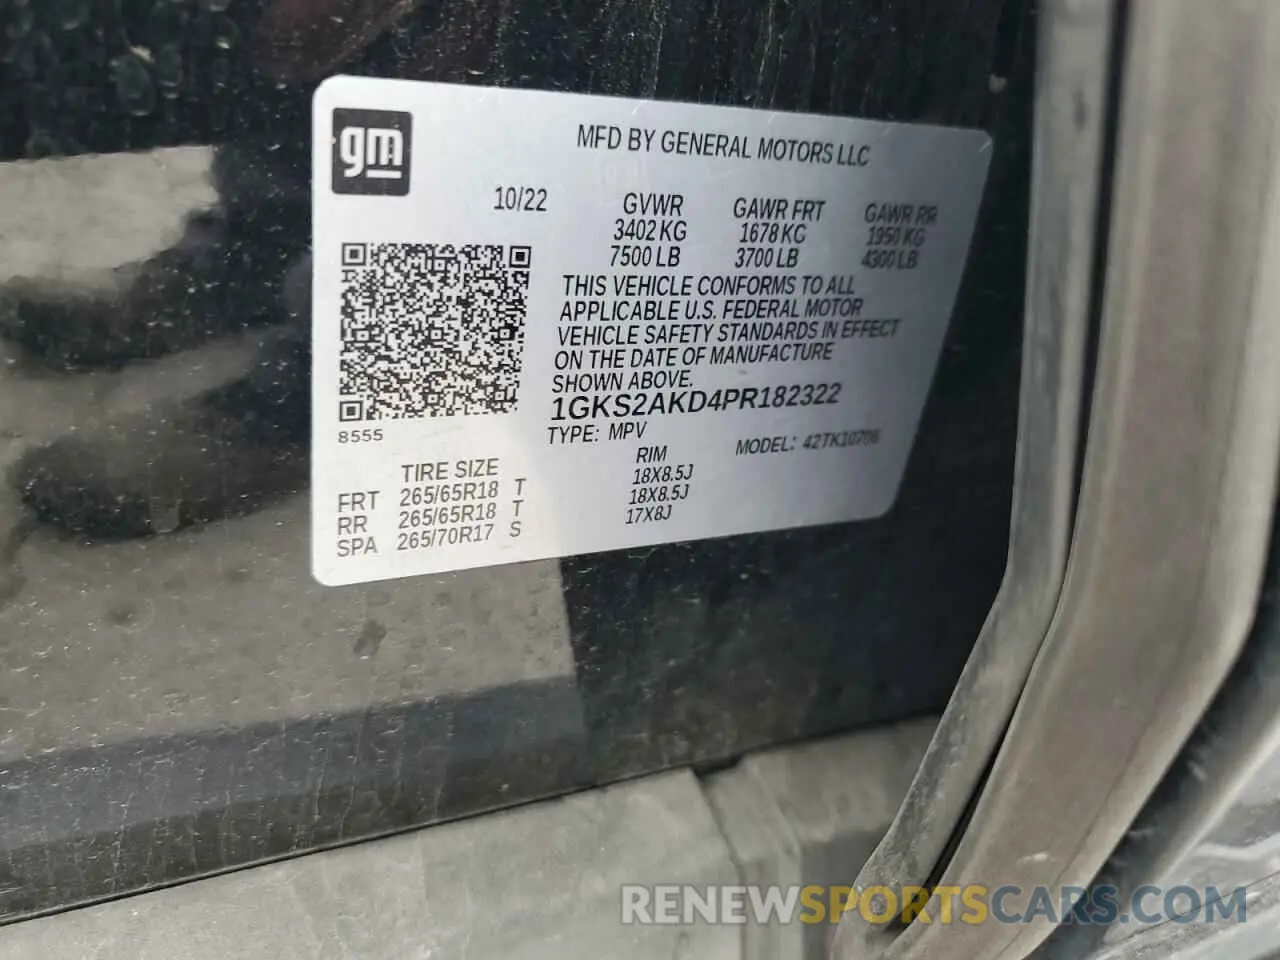 gm
MFD BY GENERAL MOTORS LLC
10/22 GVWR GAWR FRT GAWR RR
3402 KG 1678 KG 1950 KG
7500 LB 3700 LB 4300 LB
THIS VEHICLE CONFORMS TO ALL
APPLICABLE U.S. FEDERAL MOTOR
VEHICLE SAFETY STANDARDS IN EFFECT
ON THE DATE OF MANUFACTURE
SHOWN ABOVE.
1GKS2AKD4PR182322
8555
TYPE: MPV MODEL: 42TK10706
TIRE SIZE RIM
FRT 265/65R18 T 18X8.5J
RR 265/65R18 T 18X8.5J
SPA 265/70R17 S 17X8J
RENEWSPORTSCARS.COM